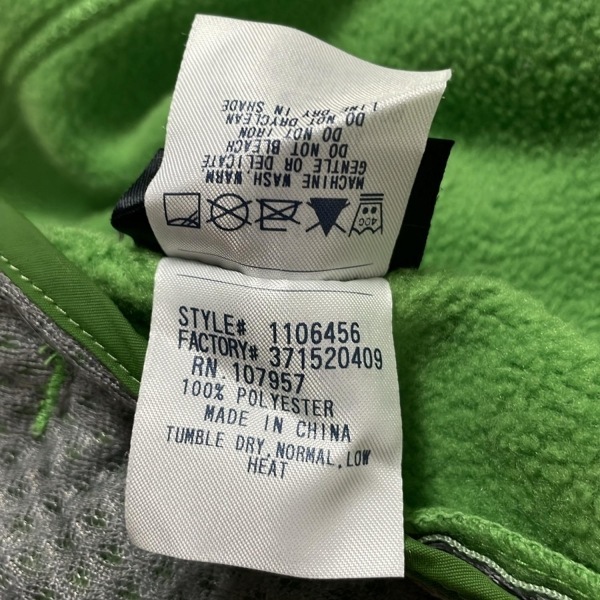 STYLE# 1106456
FACTORY# 371520409
RN 107957
100% POLYESTER
MADE IN CHINA
TUMBLE DRY, NORMAL, LOW
HEAT
40C
MACHINE WASH, WARM
GENTLE OR DELICATE
DO NOT BLEACH
DO NOT IRON
DO NOT DRYCLEAN
LINE DRY IN SHADE